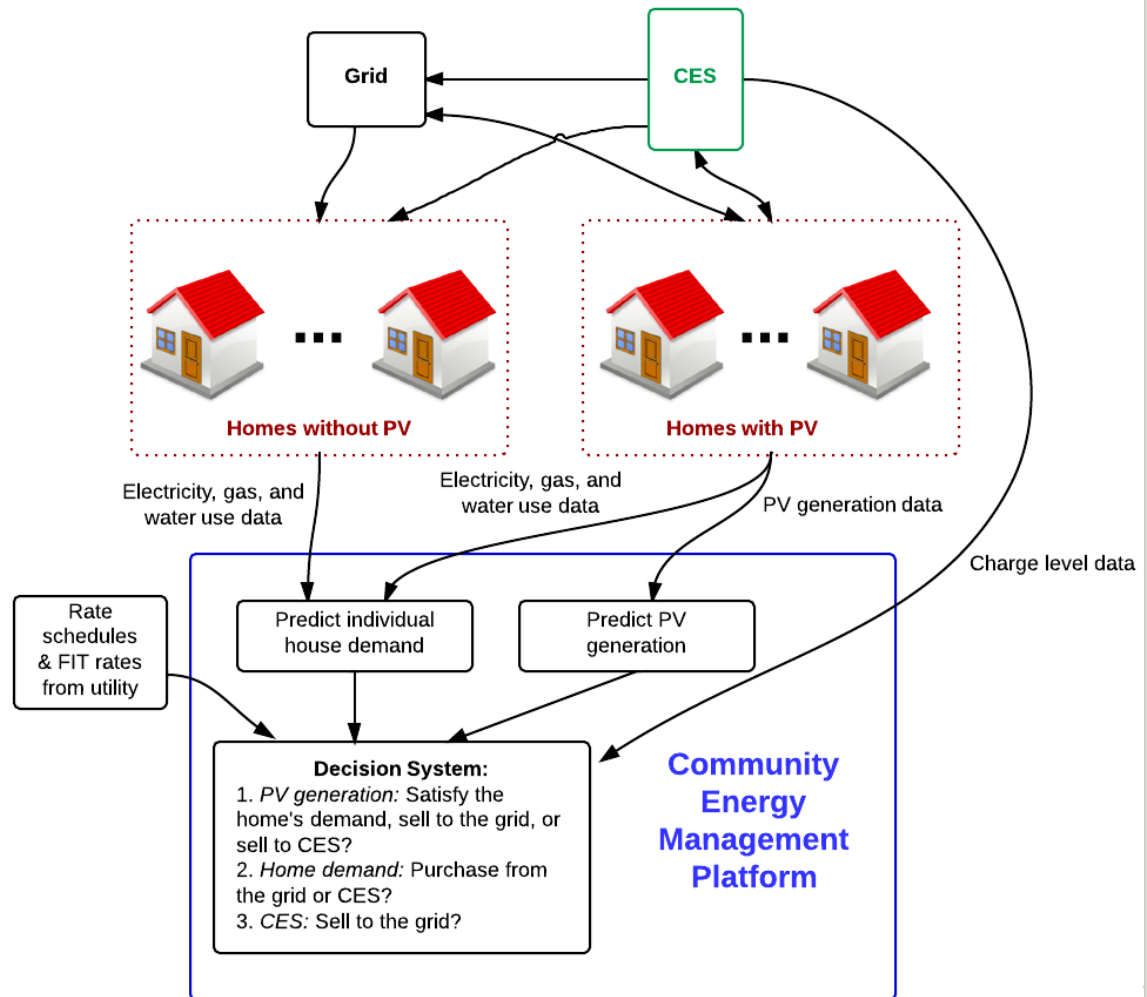 Grid
CES
Homes without PV
Homes with PV
Electricity, gas, and
water use data
Electricity, gas, and
water use data
PV generation data
Charge level data
Rate
schedules
& FIT rates
from utility
Predict individual
house demand
Predict PV
generation
Decision System:
1. PV generation: Satisfy the
home's demand, sell to the grid, or
sell to CES?
2. Home demand: Purchase from
the grid or CES?
3. CES: Sell to the grid?
Community
Energy
Management
Platform